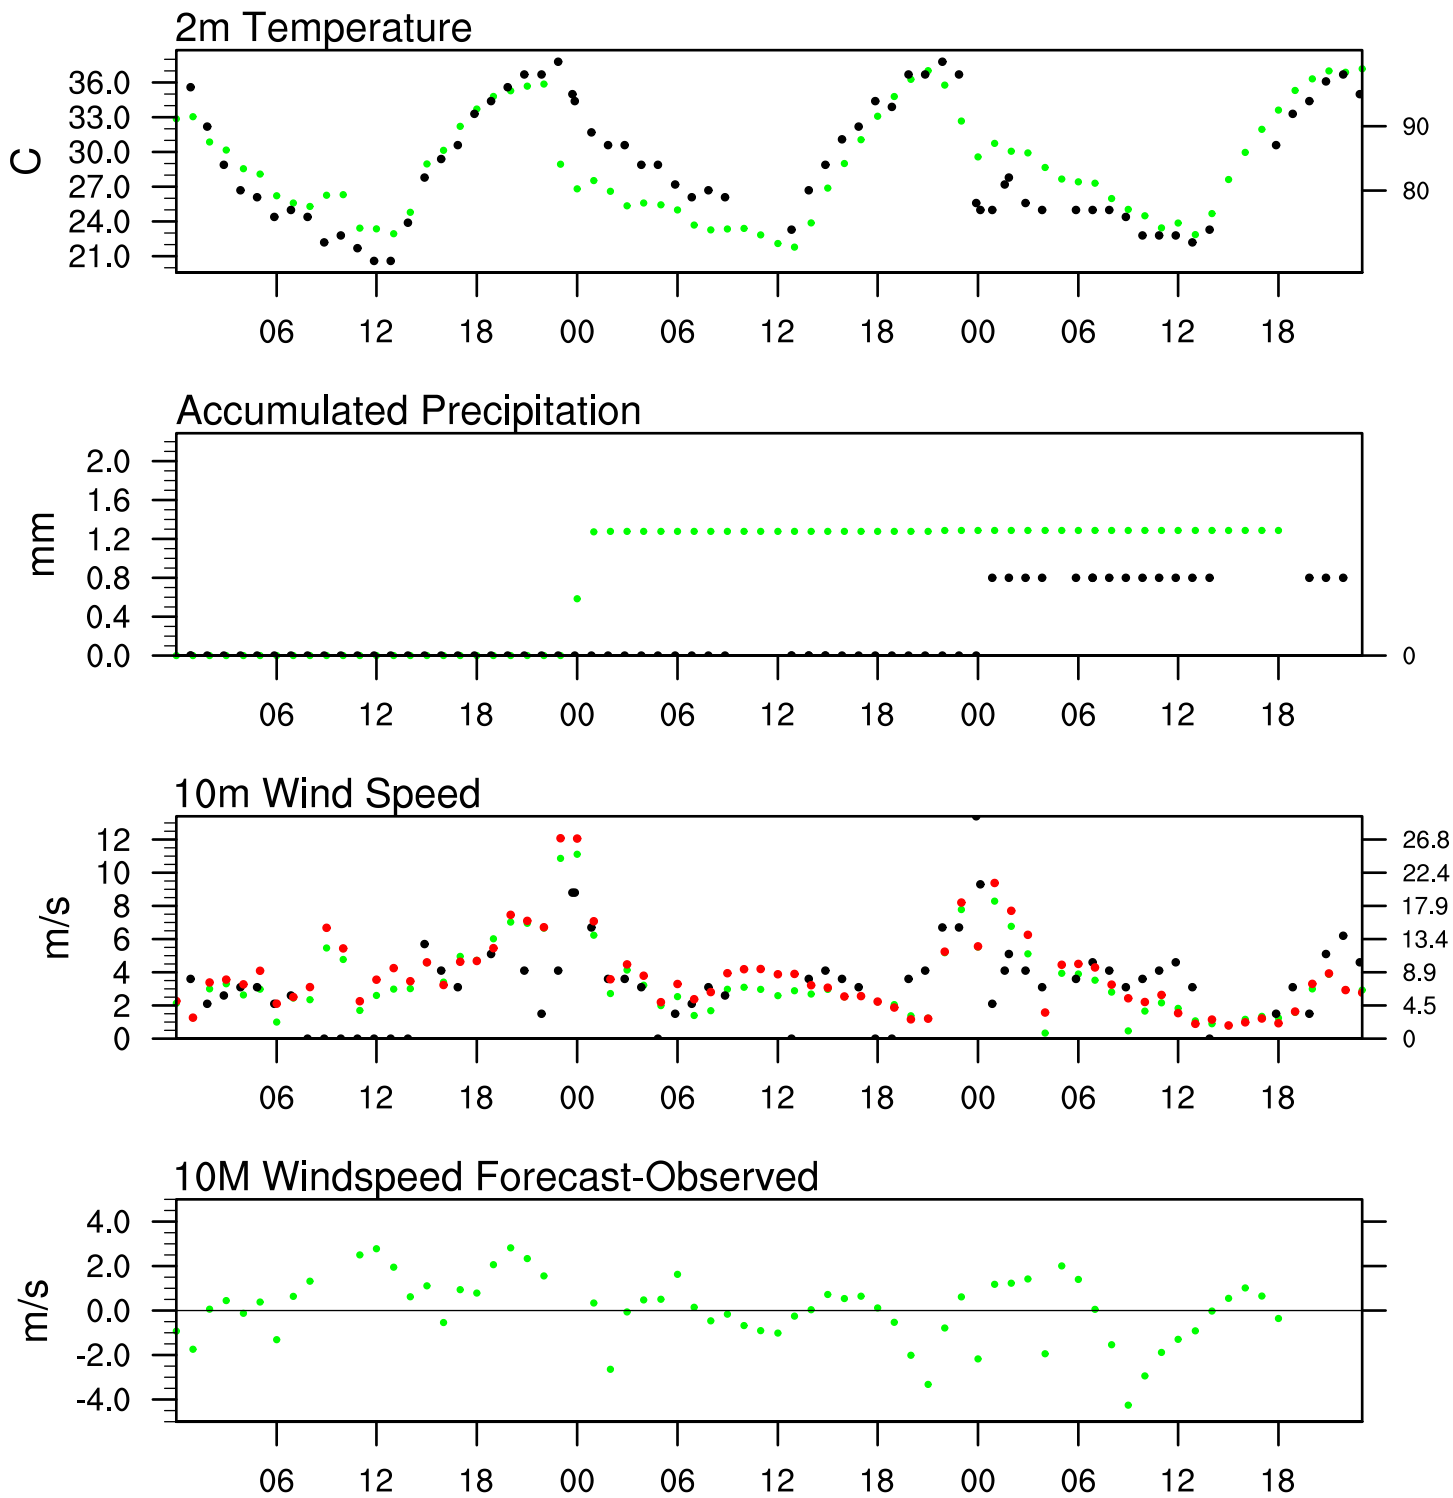 2m Temperature
36.0
33.0
30.0
27.0
24.0
21.0
C
90
80
06 12 18 00 06 12 18 00 06 12 18
Accumulated Precipitation
2.0
1.6
1.2
0.8
0.4
0.0
mm
0
06 12 18 00 06 12 18 00 06 12 18
10m Wind Speed
12
10
8
6
4
2
0
m/s
26.8
22.4
17.9
13.4
8.9
4.5
0
06 12 18 00 06 12 18 00 06 12 18
10M Windspeed Forecast-Observed
4.0
2.0
0.0
-2.0
-4.0
m/s
06 12 18 00 06 12 18 00 06 12 18